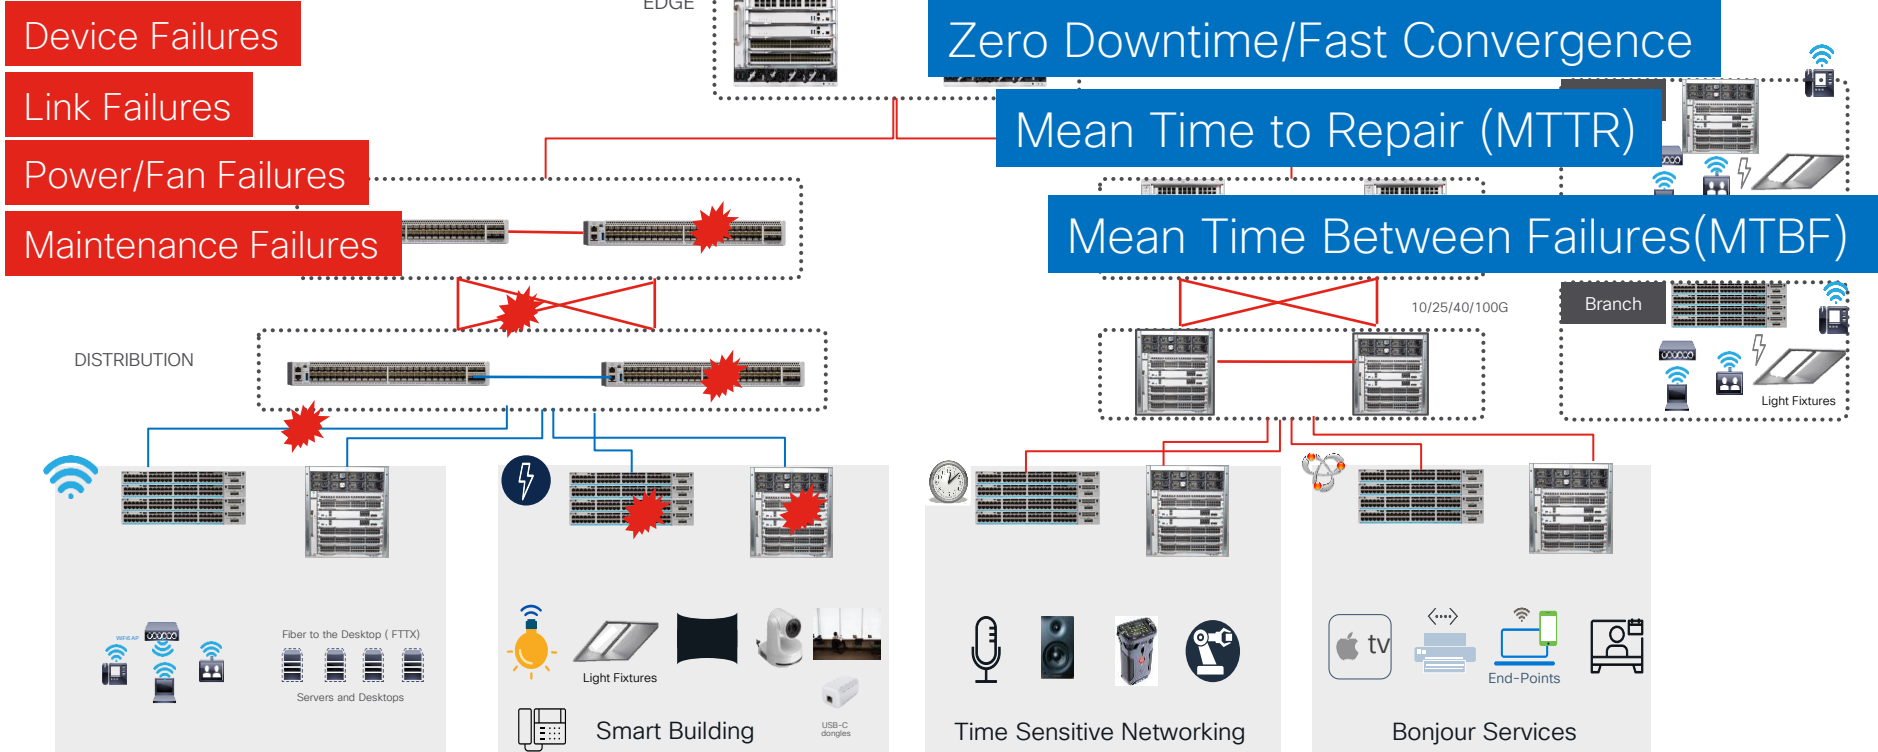 EDGE
Device Failures
Link Failures
Power/Fan Failures
Maintenance Failures
Zero Downtime/Fast Convergence
Mean Time to Repair (MTTR)
Mean Time Between Failures(MTBF)
10/25/40/100G
Branch
Light Fixtures
DISTRIBUTION
WiFi6 AP
Fiber to the Desktop ( FTTX)
Servers and Desktops
Light Fixtures
USB-C
dongles
Smart Building
Time Sensitive Networking
tv
End-Points
Bonjour Services